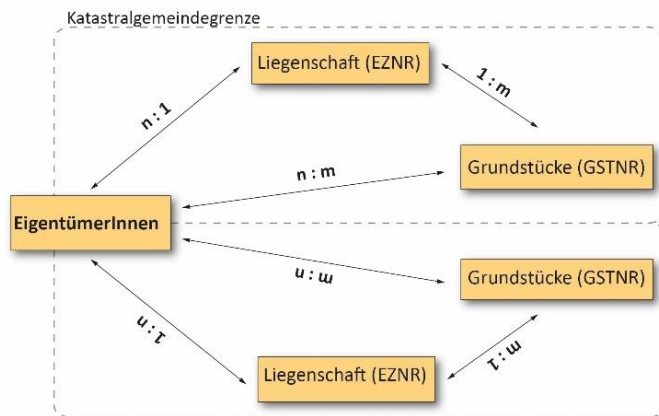 Katastralgemeindegrenze
Liegenschaft (EZNR)
n : 1
1 : m
n : m
Grundstücke (GSTNR)
EigentümerInnen
n : m
Grundstücke (GSTNR)
1 : n
m : 1
Liegenschaft (EZNR)